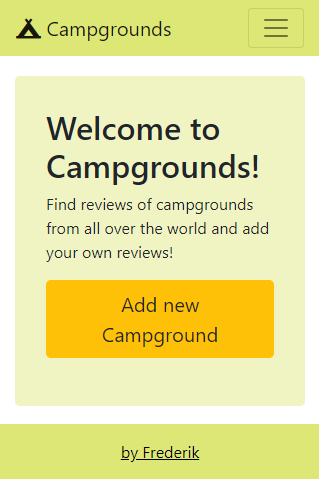 Campgrounds
Welcome to
Campgrounds!
Find reviews of campgrounds
from all over the world and add
your own reviews!
Add new
Campground
by Frederik